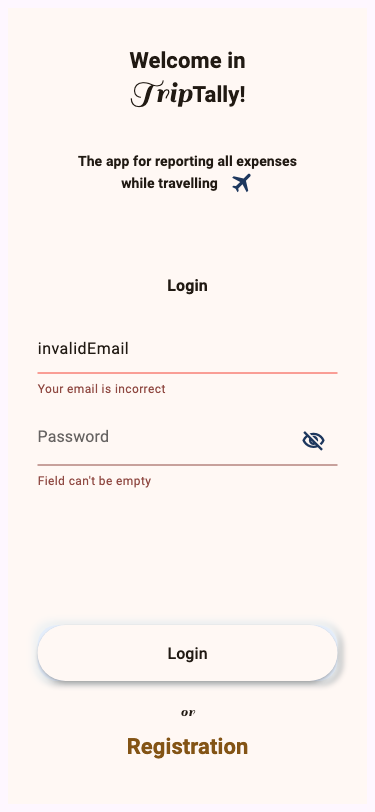 Welcome in
TripTally!
The app for reporting all expenses
while travelling
Login
invalidEmail
Your email is incorrect
Password
Field can't be empty
Login
or
Registration